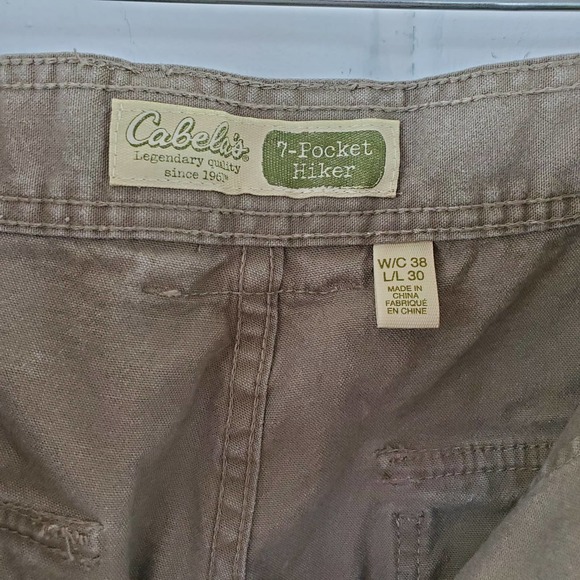 Cabela's®
Legendary quality
since 1961
7-Pocket
Hiker
W/C 38
L/L 30
MADE IN
CHINA
FABRIQUÉ
EN CHINE